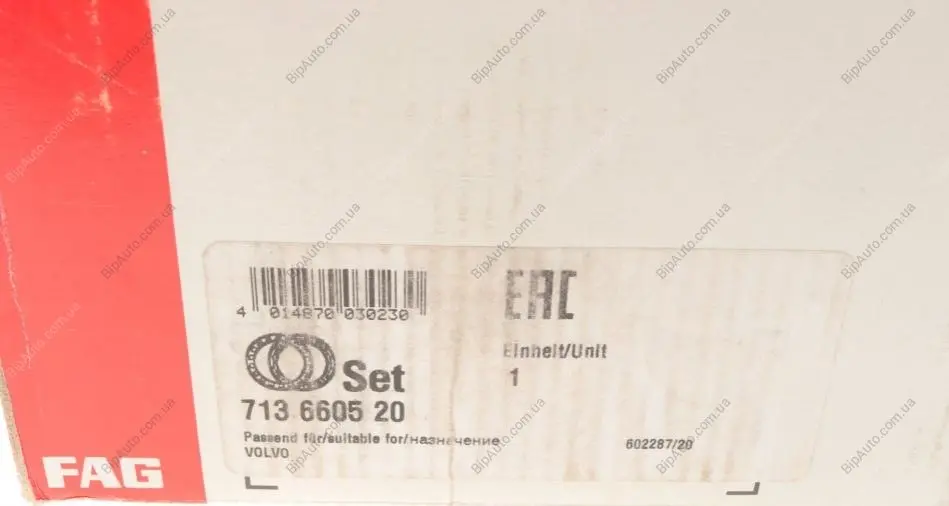 EAC
4 014870 030230
Einheit/Unit
1
Set
713 6605 20
Passend für/suitable for/назначение
VOLVO
602287/20
FAG
BipAuto.com.ua